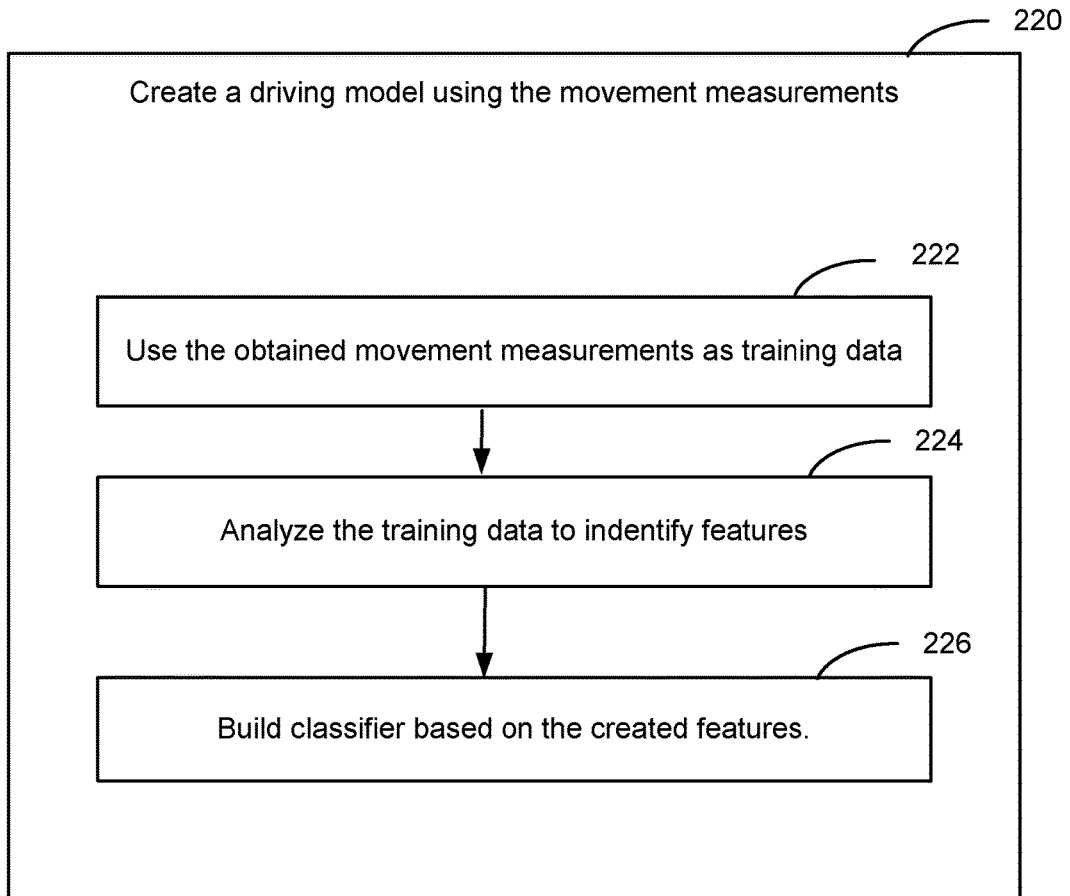 220
Create a driving model using the movement measurements
222
Use the obtained movement measurements as training data
224
Analyze the training data to indentify features
226
Build classifier based on the created features.